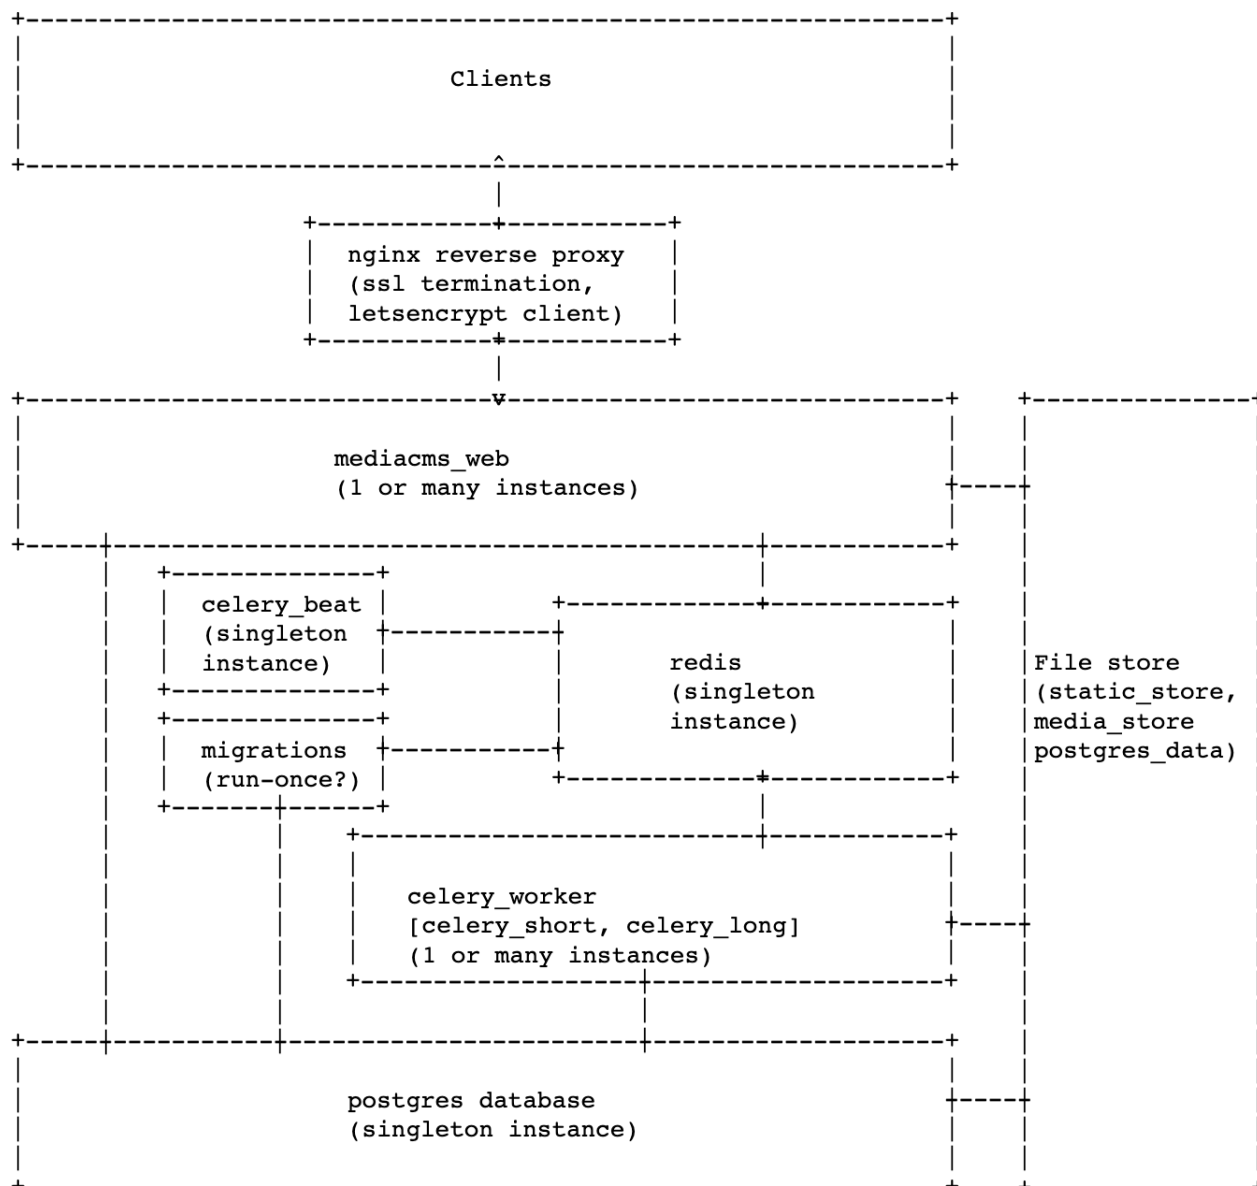 Clients
nginx reverse proxy
(ssl termination,
letsencrypt client)
mediacms_web
(1 or many instances)
celery_beat
(singleton
instance)
redis
(singleton
instance)
File store
(static_store,
media_store
postgres_data)
migrations
(run-once?)
celery_worker
[celery_short, celery_long]
(1 or many instances)
postgres database
(singleton instance)